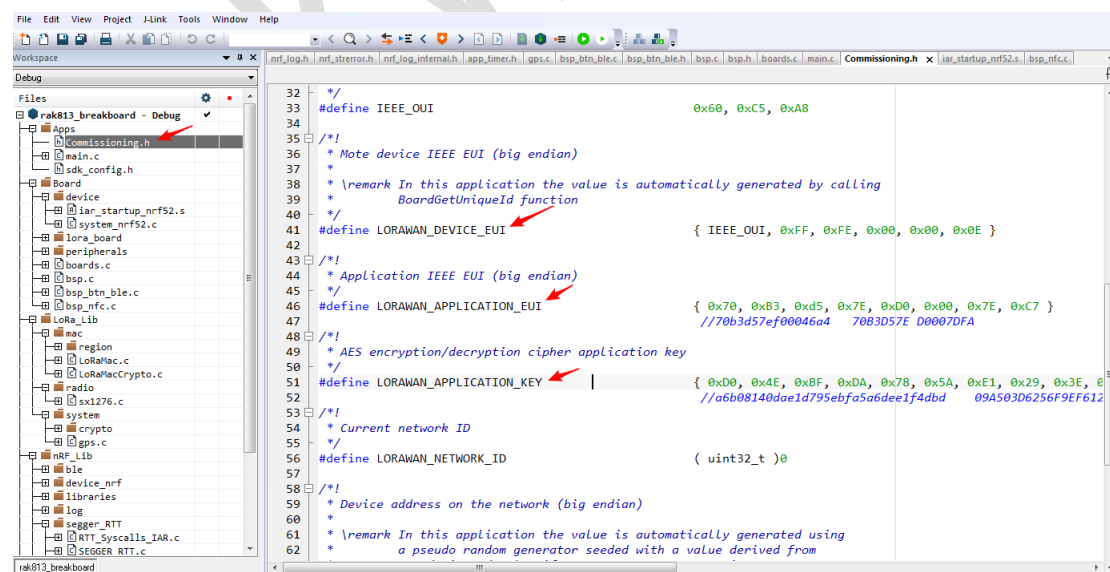 File Edit View Project J-Link Tools Window Help
Workspace
nrf_log.h nrf_strerror.h nrf_log_internal.h app_timer.h gps.c bsp_btn_ble.c bsp_btn_ble.h bsp.c bsp.h boards.c main.c Commissioning.h x iar_startup_nrf52.s bsp_nfc.c
Debug
Files
rak813_breakboard - Debug
Apps
Commissioning.h
main.c
sdk_config.h
Board
device
iar_startup_nrf52.s
system_nrf52.c
lora_board
peripherals
boards.c
bsp.c
bsp_btn_ble.c
bsp_nfc.c
LoRa_Lib
mac
region
LoRaMac.c
LoRaMacCrypto.c
radio
sx1276.c
system
crypto
gps.c
nRF_Lib
ble
device_nrf
libraries
log
segger_RTT
RTT_Syscalls_IAR.c
SEGGER RTT.c
rak813_breakboard
32 */
33 #define IEEE_OUI 0x60, 0xC5, 0xA8
34
35 /*!
36 * Mote device IEEE EUI (big endian)
37 *
38 * \remark In this application the value is automatically generated by calling
39 * BoardGetUniqueId function
40 */
41 #define LORAWAN_DEVICE_EUI { IEEE_OUI, 0xFF, 0xFE, 0x00, 0x00, 0x0E }
42
43 /*!
44 * Application IEEE EUI (big endian)
45 */
46 #define LORAWAN_APPLICATION_EUI { 0x70, 0xB3, 0xd5, 0x7E, 0xD0, 0x00, 0x7E, 0xC7 }
47 //70b3d57ef00046a4 70B3D57E D0007DFA
48 /*!
49 * AES encryption/decryption cipher application key
50 */
51 #define LORAWAN_APPLICATION_KEY { 0xD0, 0x4E, 0xBF, 0xDA, 0x78, 0x5A, 0xE1, 0x29, 0x3E, 0
52 //a6b08140dae1d795ebfa5a6dee1f4dbd 09A503D6256F9EF612
53 /*!
54 * Current network ID
55 */
56 #define LORAWAN_NETWORK_ID ( uint32_t )0
57
58 /*!
59 * Device address on the network (big endian)
60 *
61 * \remark In this application the value is automatically generated using
62 * a pseudo random generator seeded with a value derived from